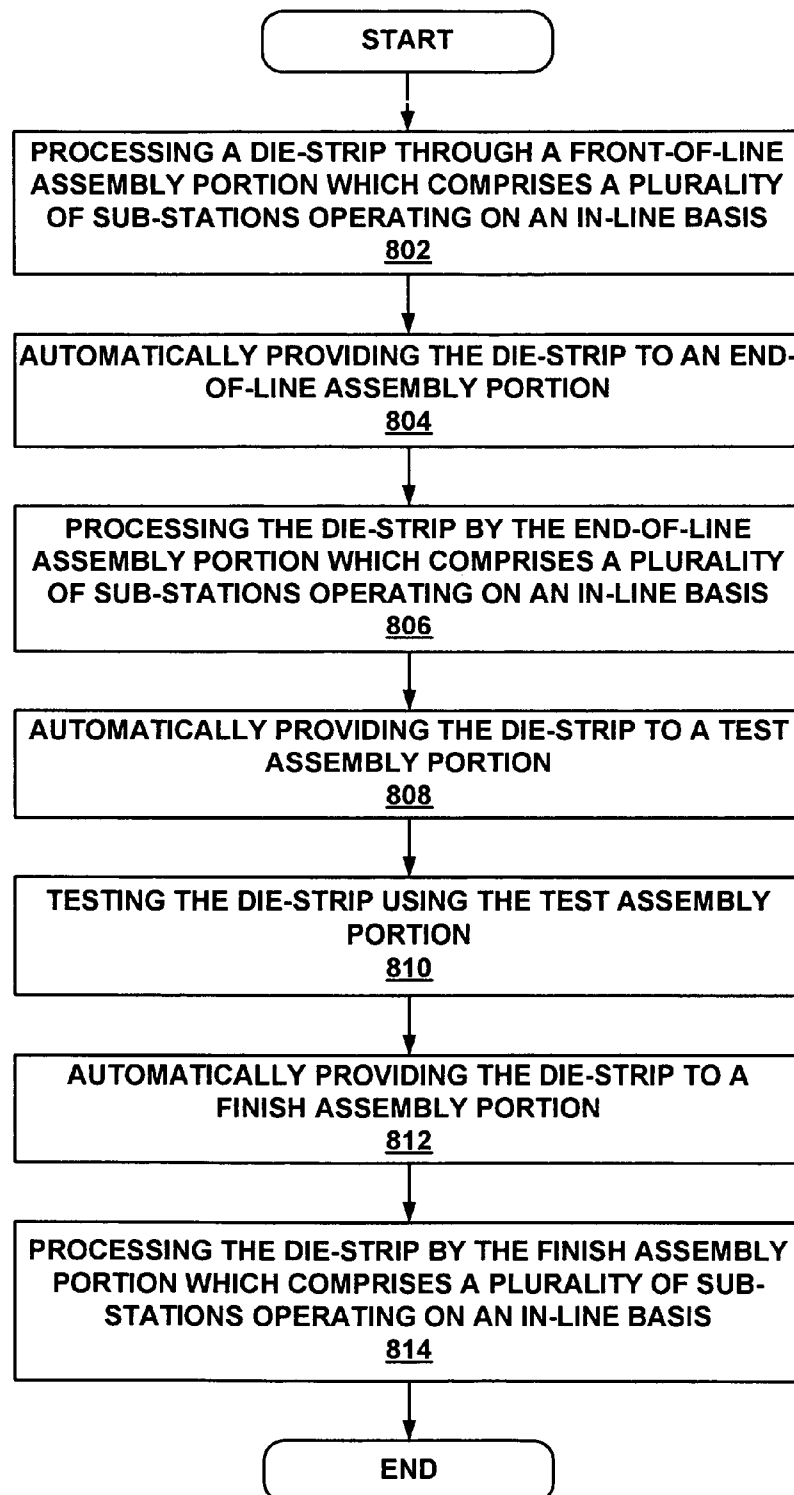 START
PROCESSING A DIE-STRIP THROUGH A FRONT-OF-LINE
ASSEMBLY PORTION WHICH COMPRISES A PLURALITY
OF SUB-STATIONS OPERATING ON AN IN-LINE BASIS
802
AUTOMATICALLY PROVIDING THE DIE-STRIP TO AN END-
OF-LINE ASSEMBLY PORTION
804
PROCESSING THE DIE-STRIP BY THE END-OF-LINE
ASSEMBLY PORTION WHICH COMPRISES A PLURALITY
OF SUB-STATIONS OPERATING ON AN IN-LINE BASIS
806
AUTOMATICALLY PROVIDING THE DIE-STRIP TO A TEST
ASSEMBLY PORTION
808
TESTING THE DIE-STRIP USING THE TEST ASSEMBLY
PORTION
810
AUTOMATICALLY PROVIDING THE DIE-STRIP TO A
FINISH ASSEMBLY PORTION
812
PROCESSING THE DIE-STRIP BY THE FINISH ASSEMBLY
PORTION WHICH COMPRISES A PLURALITY OF SUB-
STATIONS OPERATING ON AN IN-LINE BASIS
814
END